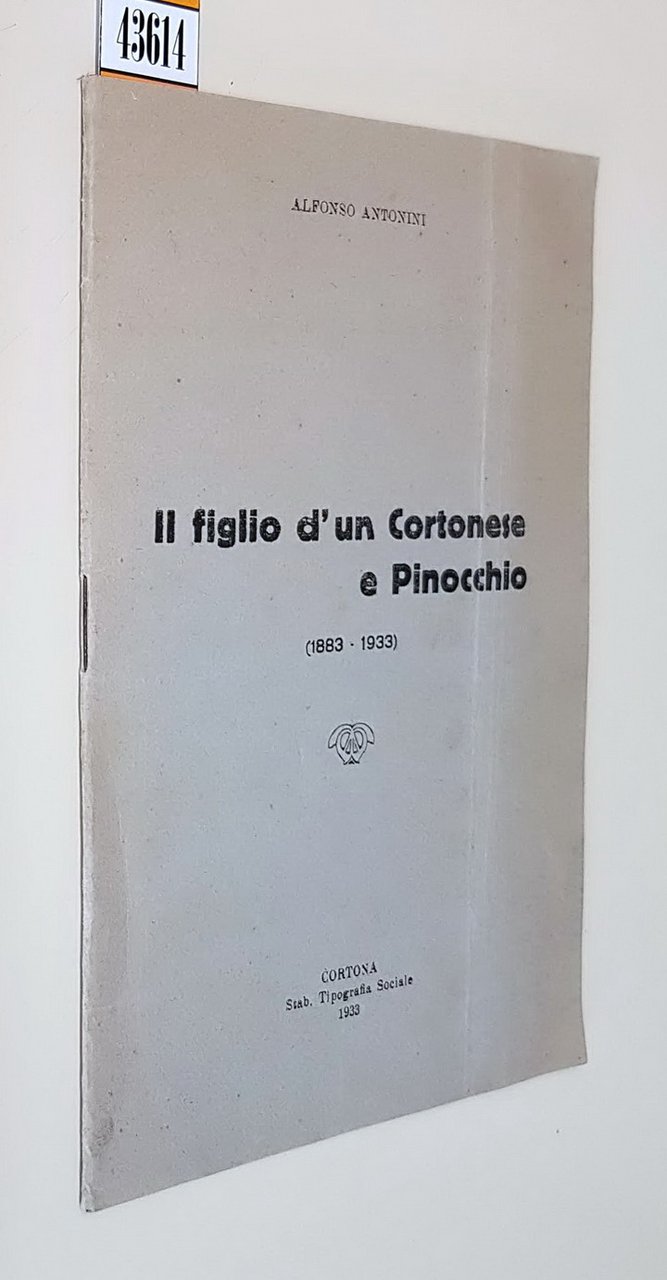 43614
ALFONSO ANTONINI
Il figlio d'un Cortonese
e Pinocchio
(1883 - 1933)
CORTONA
Stab. Tipografia Sociale
1933